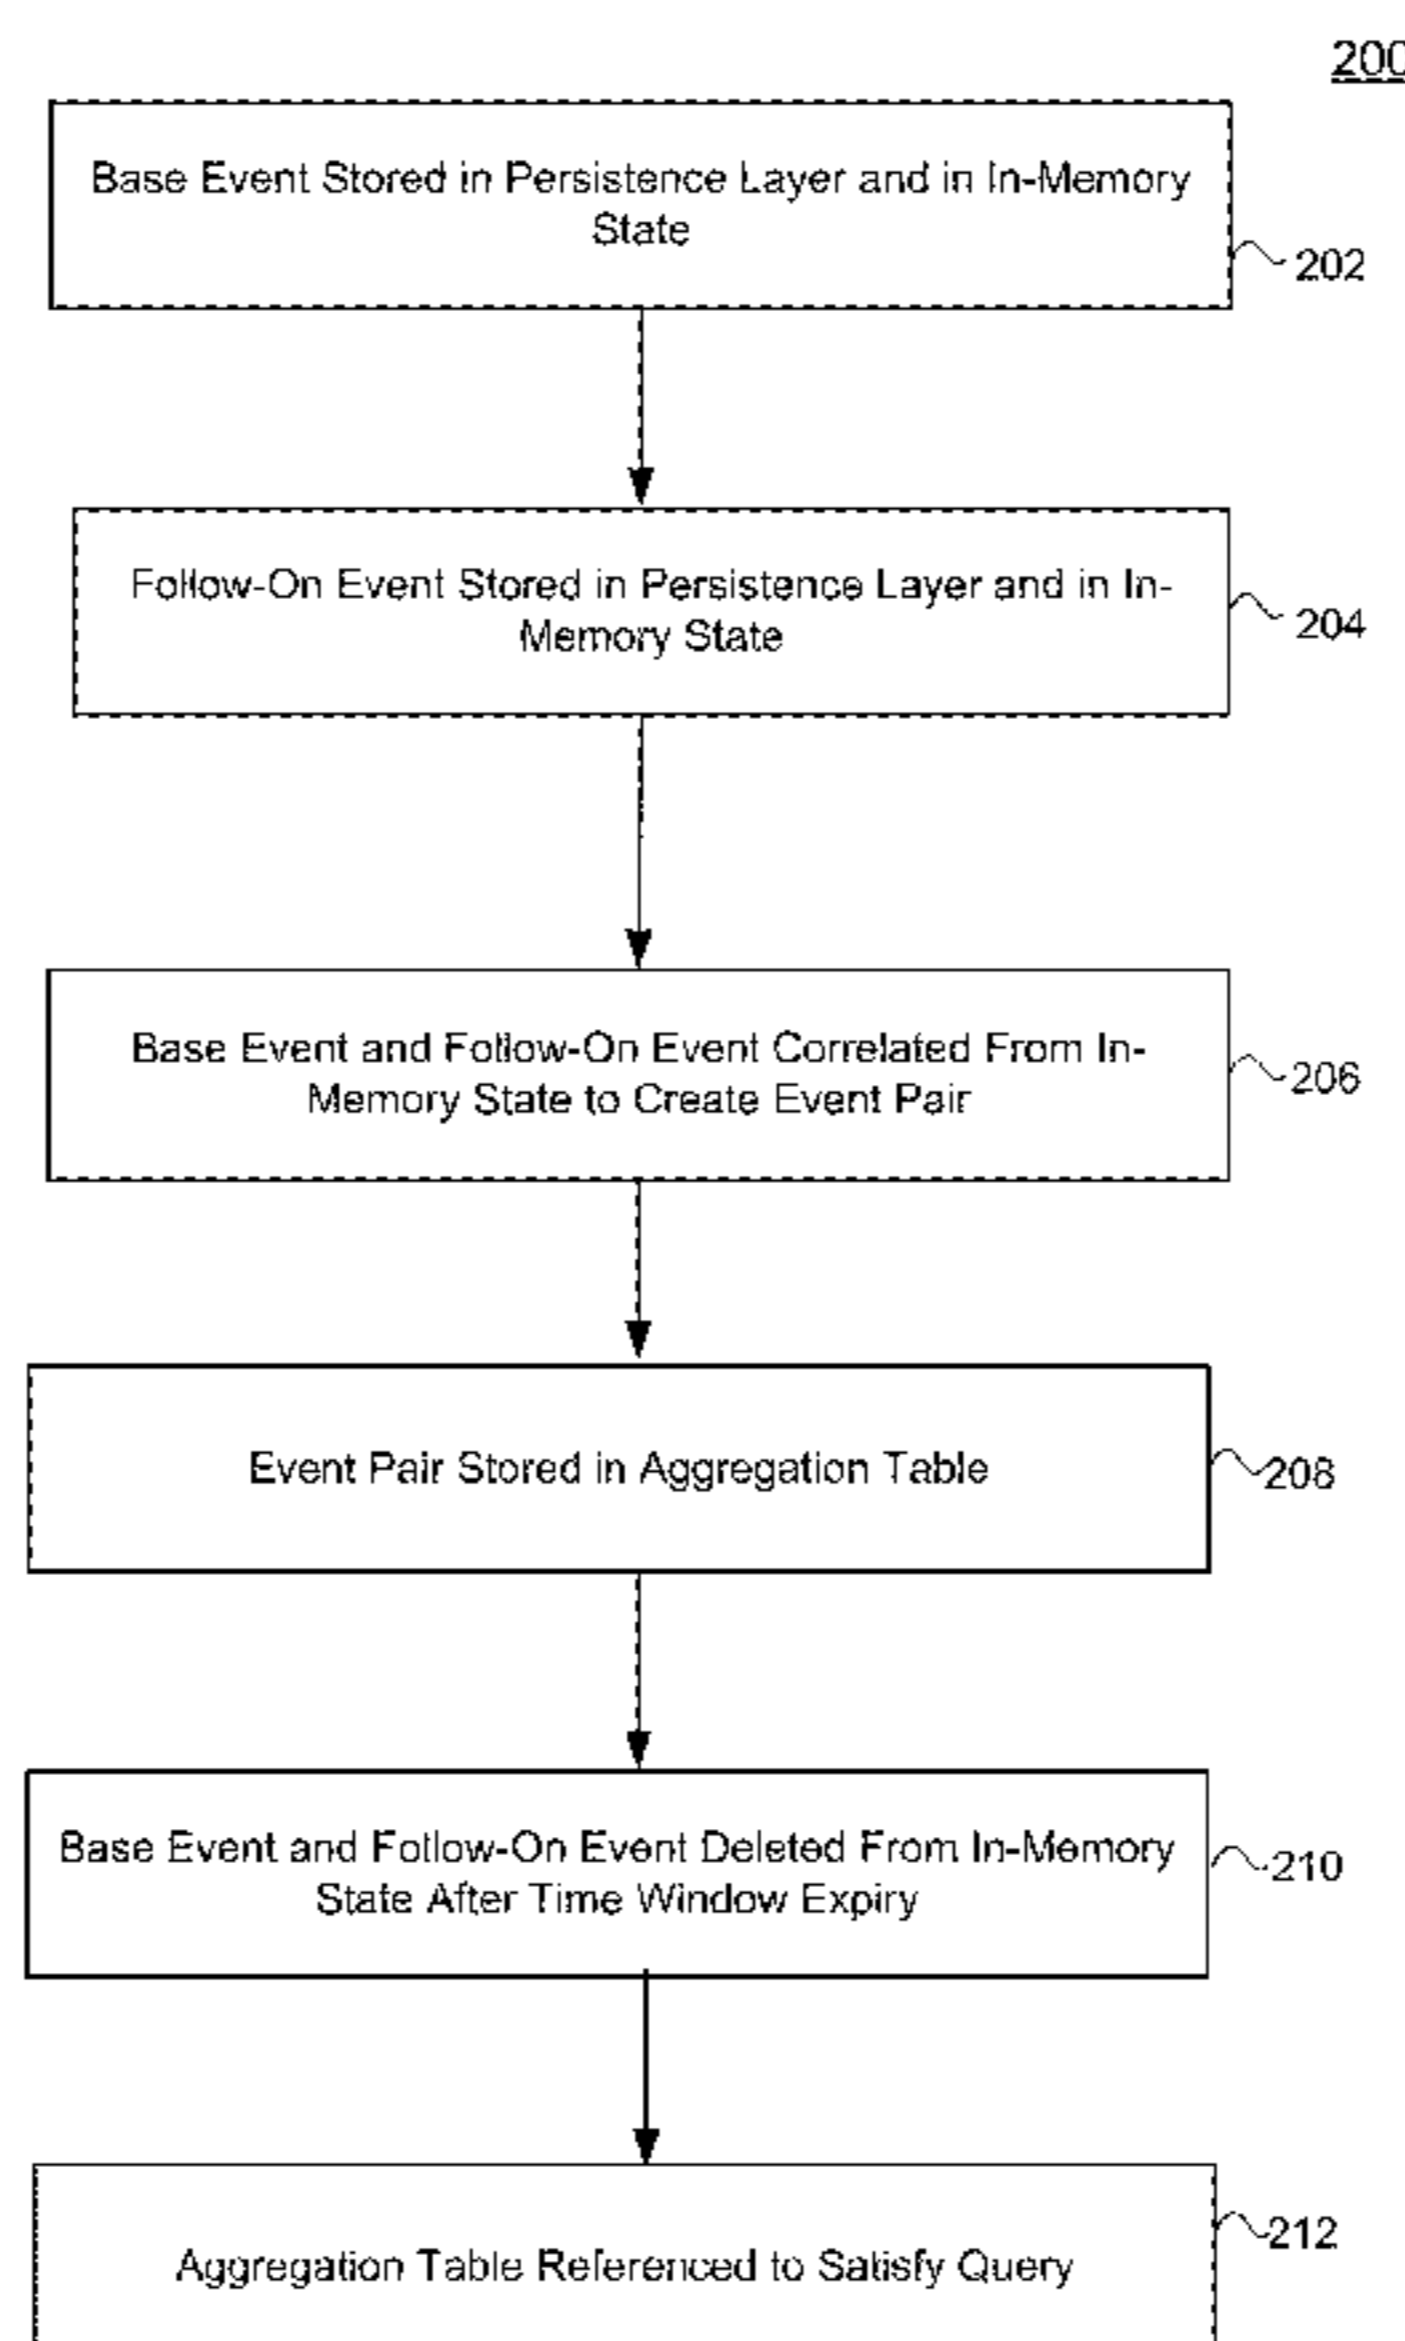 200
Base Event Stored in Persistence Layer and in In-Memory
State
202
Follow-On Event Stored in Persistence Layer and in In-
Memory State
204
Base Event and Follow-On Event Correlated From In-
Memory State to Create Event Pair
206
Event Pair Stored in Aggregation Table
208
Base Event and Follow-On Event Deleted From In-Memory
State After Time Window Expiry
210
Aggregation Table Referenced to Satisfy Query
212